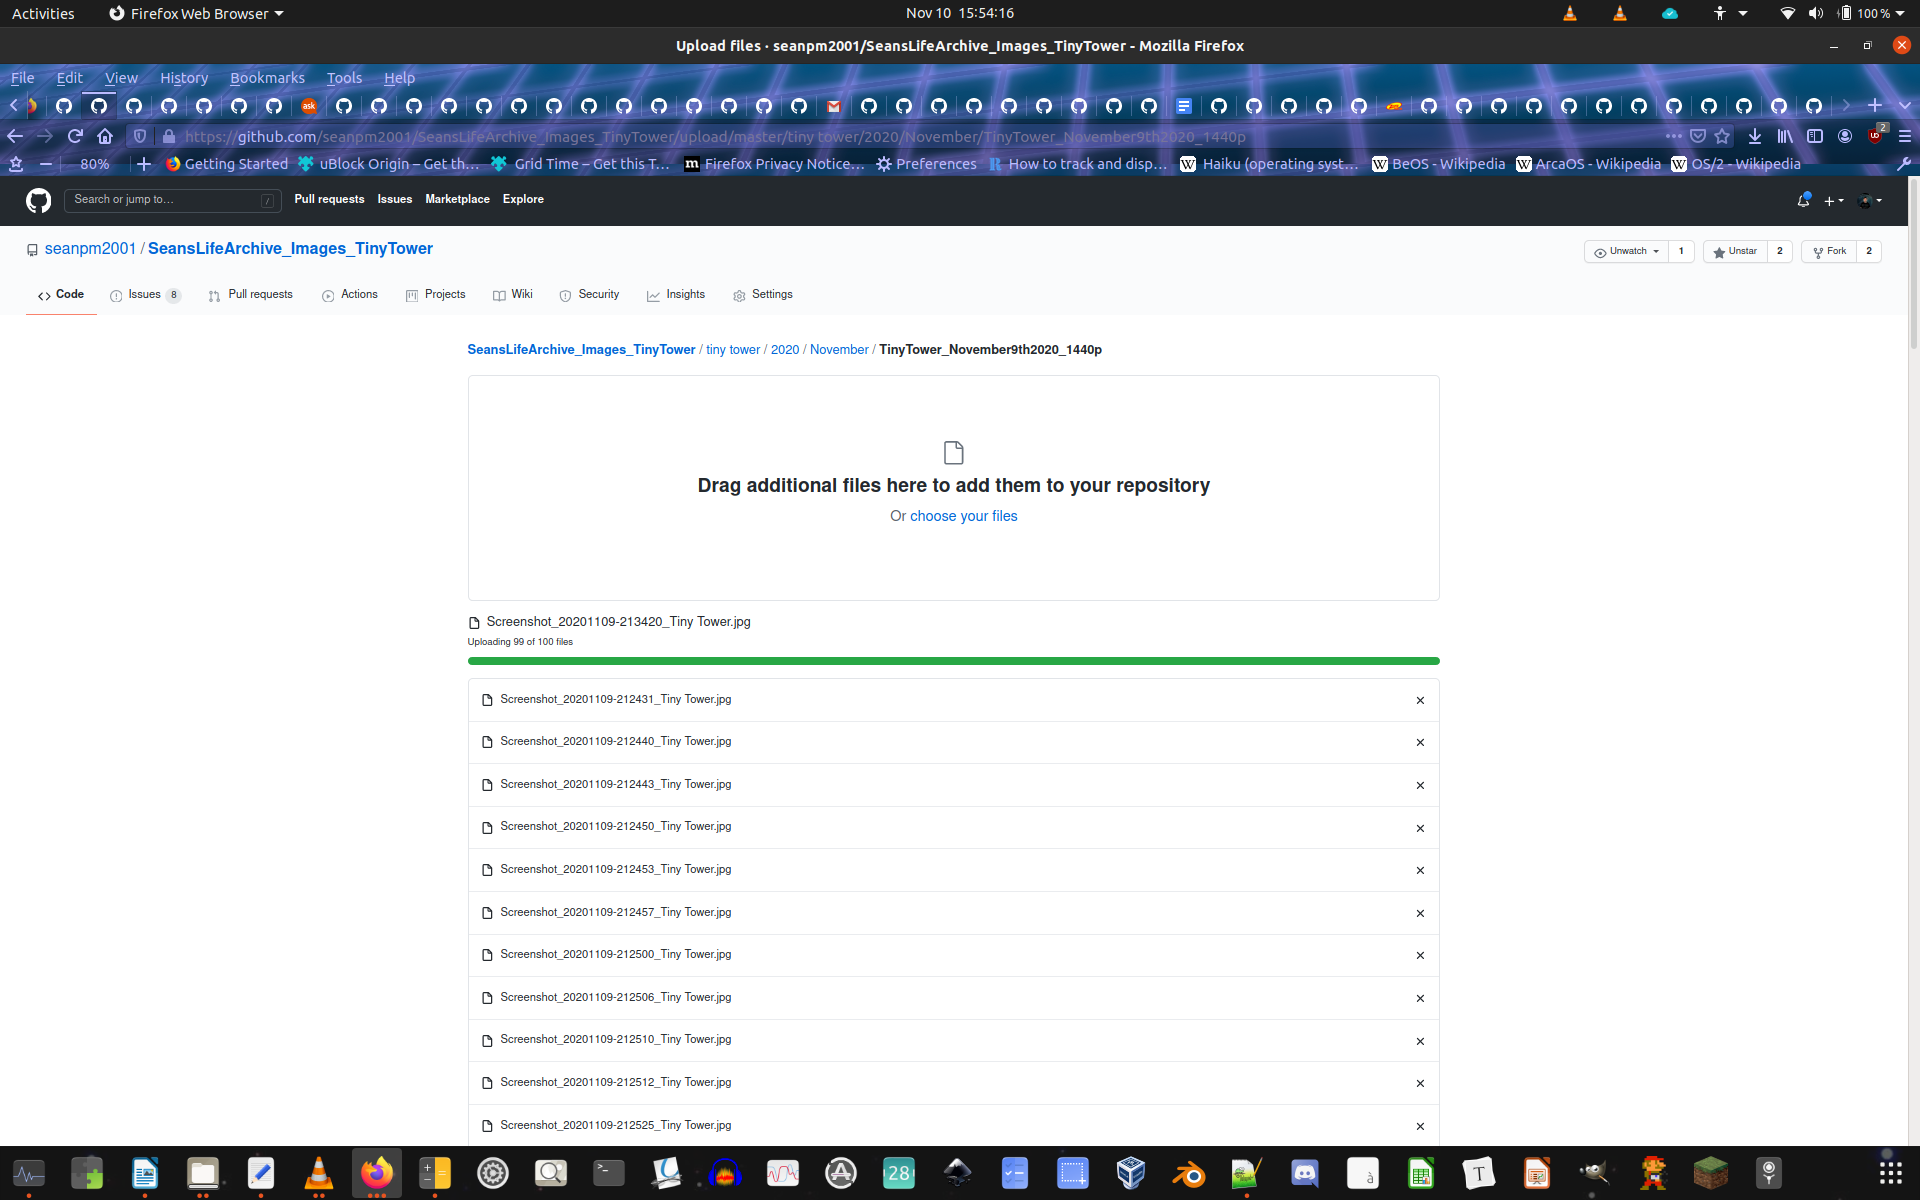 Activities
Firefox Web Browser
Nov 10 15:54:16
100 %
Upload files · seanpm2001/SeansLifeArchive_Images_TinyTower - Mozilla Firefox
File Edit View History Bookmarks Tools Help
ask
https://github.com/seanpm2001/SeansLifeArchive_Images_TinyTower/upload/master/tiny tower/2020/November/TinyTower_November9th2020_1440p
2
80%
Getting Started
uBlock Origin – Get th…
Grid Time – Get this T…
m Firefox Privacy Notice…
Preferences
R How to track and disp…
W Haiku (operating syst…
W BeOS - Wikipedia
W ArcaOS - Wikipedia
W OS/2 - Wikipedia
Search or jump to…
/
Pull requests Issues Marketplace Explore
seanpm2001 / SeansLifeArchive_Images_TinyTower
Unwatch 1
Unstar 2
Fork 2
Code
Issues 8
Pull requests
Actions
Projects
Wiki
Security
Insights
Settings
SeansLifeArchive_Images_TinyTower / tiny tower / 2020 / November / TinyTower_November9th2020_1440p
Drag additional files here to add them to your repository
Or choose your files
Screenshot_20201109-213420_Tiny Tower.jpg
Uploading 99 of 100 files
Screenshot_20201109-212431_Tiny Tower.jpg
Screenshot_20201109-212440_Tiny Tower.jpg
Screenshot_20201109-212443_Tiny Tower.jpg
Screenshot_20201109-212450_Tiny Tower.jpg
Screenshot_20201109-212453_Tiny Tower.jpg
Screenshot_20201109-212457_Tiny Tower.jpg
Screenshot_20201109-212500_Tiny Tower.jpg
Screenshot_20201109-212506_Tiny Tower.jpg
Screenshot_20201109-212510_Tiny Tower.jpg
Screenshot_20201109-212512_Tiny Tower.jpg
Screenshot_20201109-212525_Tiny Tower.jpg
28
à
T